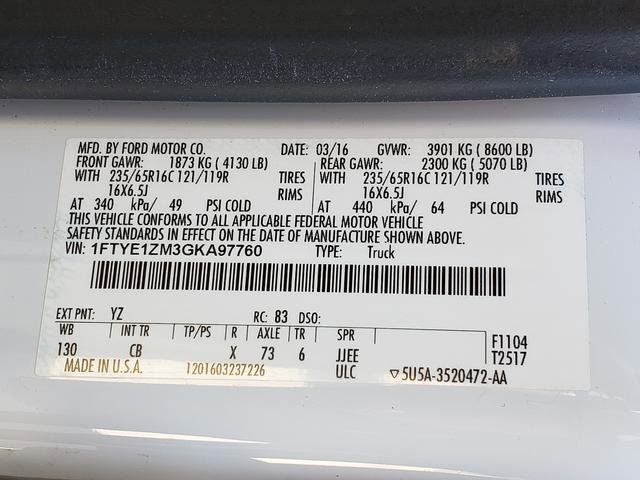 MFD. BY FORD MOTOR CO. DATE: 03/16 GVWR: 3901 KG ( 8600 LB)
FRONT GAWR: 1873 KG ( 4130 LB) REAR GAWR: 2300 KG ( 5070 LB)
WITH 235/65R16C 121/119R TIRES WITH 235/65R16C 121/119R TIRES
16X6.5J RIMS 16X6.5J RIMS
AT 340 kPa/ 49 PSI COLD AT 440 kPa/ 64 PSI COLD
THIS VEHICLE CONFORMS TO ALL APPLICABLE FEDERAL MOTOR VEHICLE
SAFETY STANDARDS IN EFFECT ON THE DATE OF MANUFACTURE SHOWN ABOVE.
VIN: 1FTYE1ZM3GKA97760 TYPE: Truck
EXT PNT: YZ RC: 83 DSO:
WB INT TR TP/PS R AXLE TR SPR F1104
130 CB X 73 6 JJEE T2517
MADE IN U.S.A. 1201603237226 ULC ▽5U5A-3520472-AA